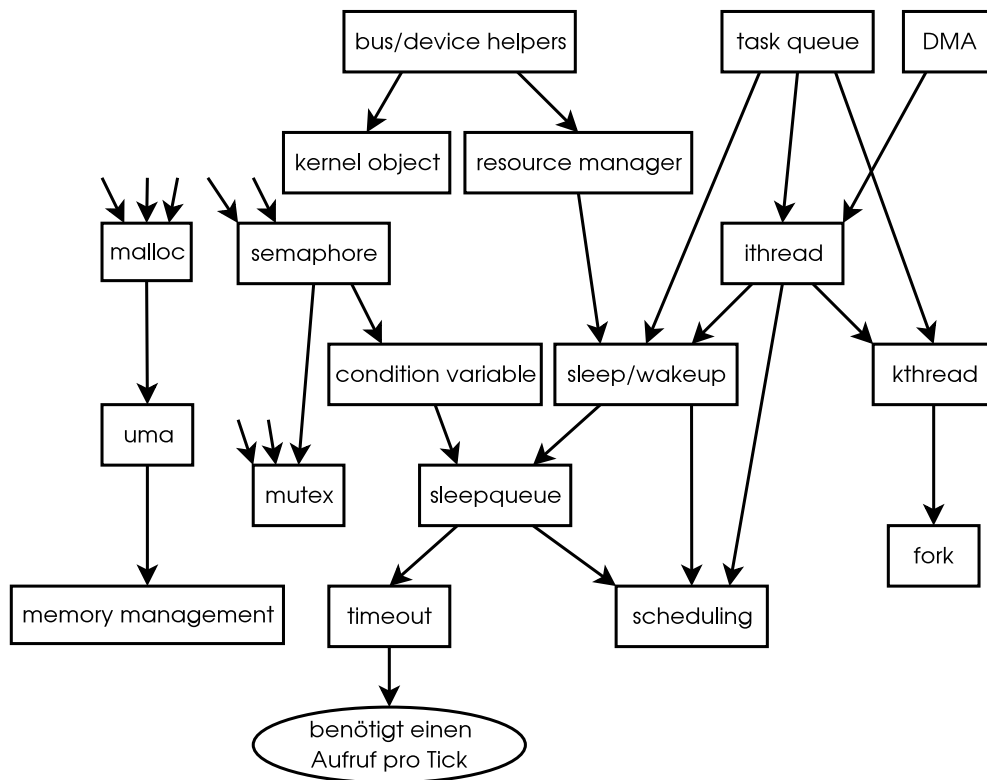 bus/device helpers
task queue
DMA
kernel object
resource manager
malloc
semaphore
ithread
condition variable
sleep/wakeup
kthread
uma
mutex
sleepqueue
fork
memory management
timeout
scheduling
benötigt einen
Aufruf pro Tick